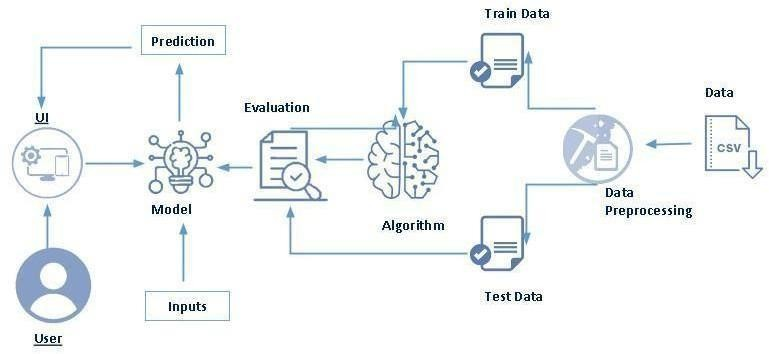 Train Data
Prediction
Data
UI
Evaluation
CSV
Data
Preprocessing
Model
Algorithm
Test Data
Inputs
User